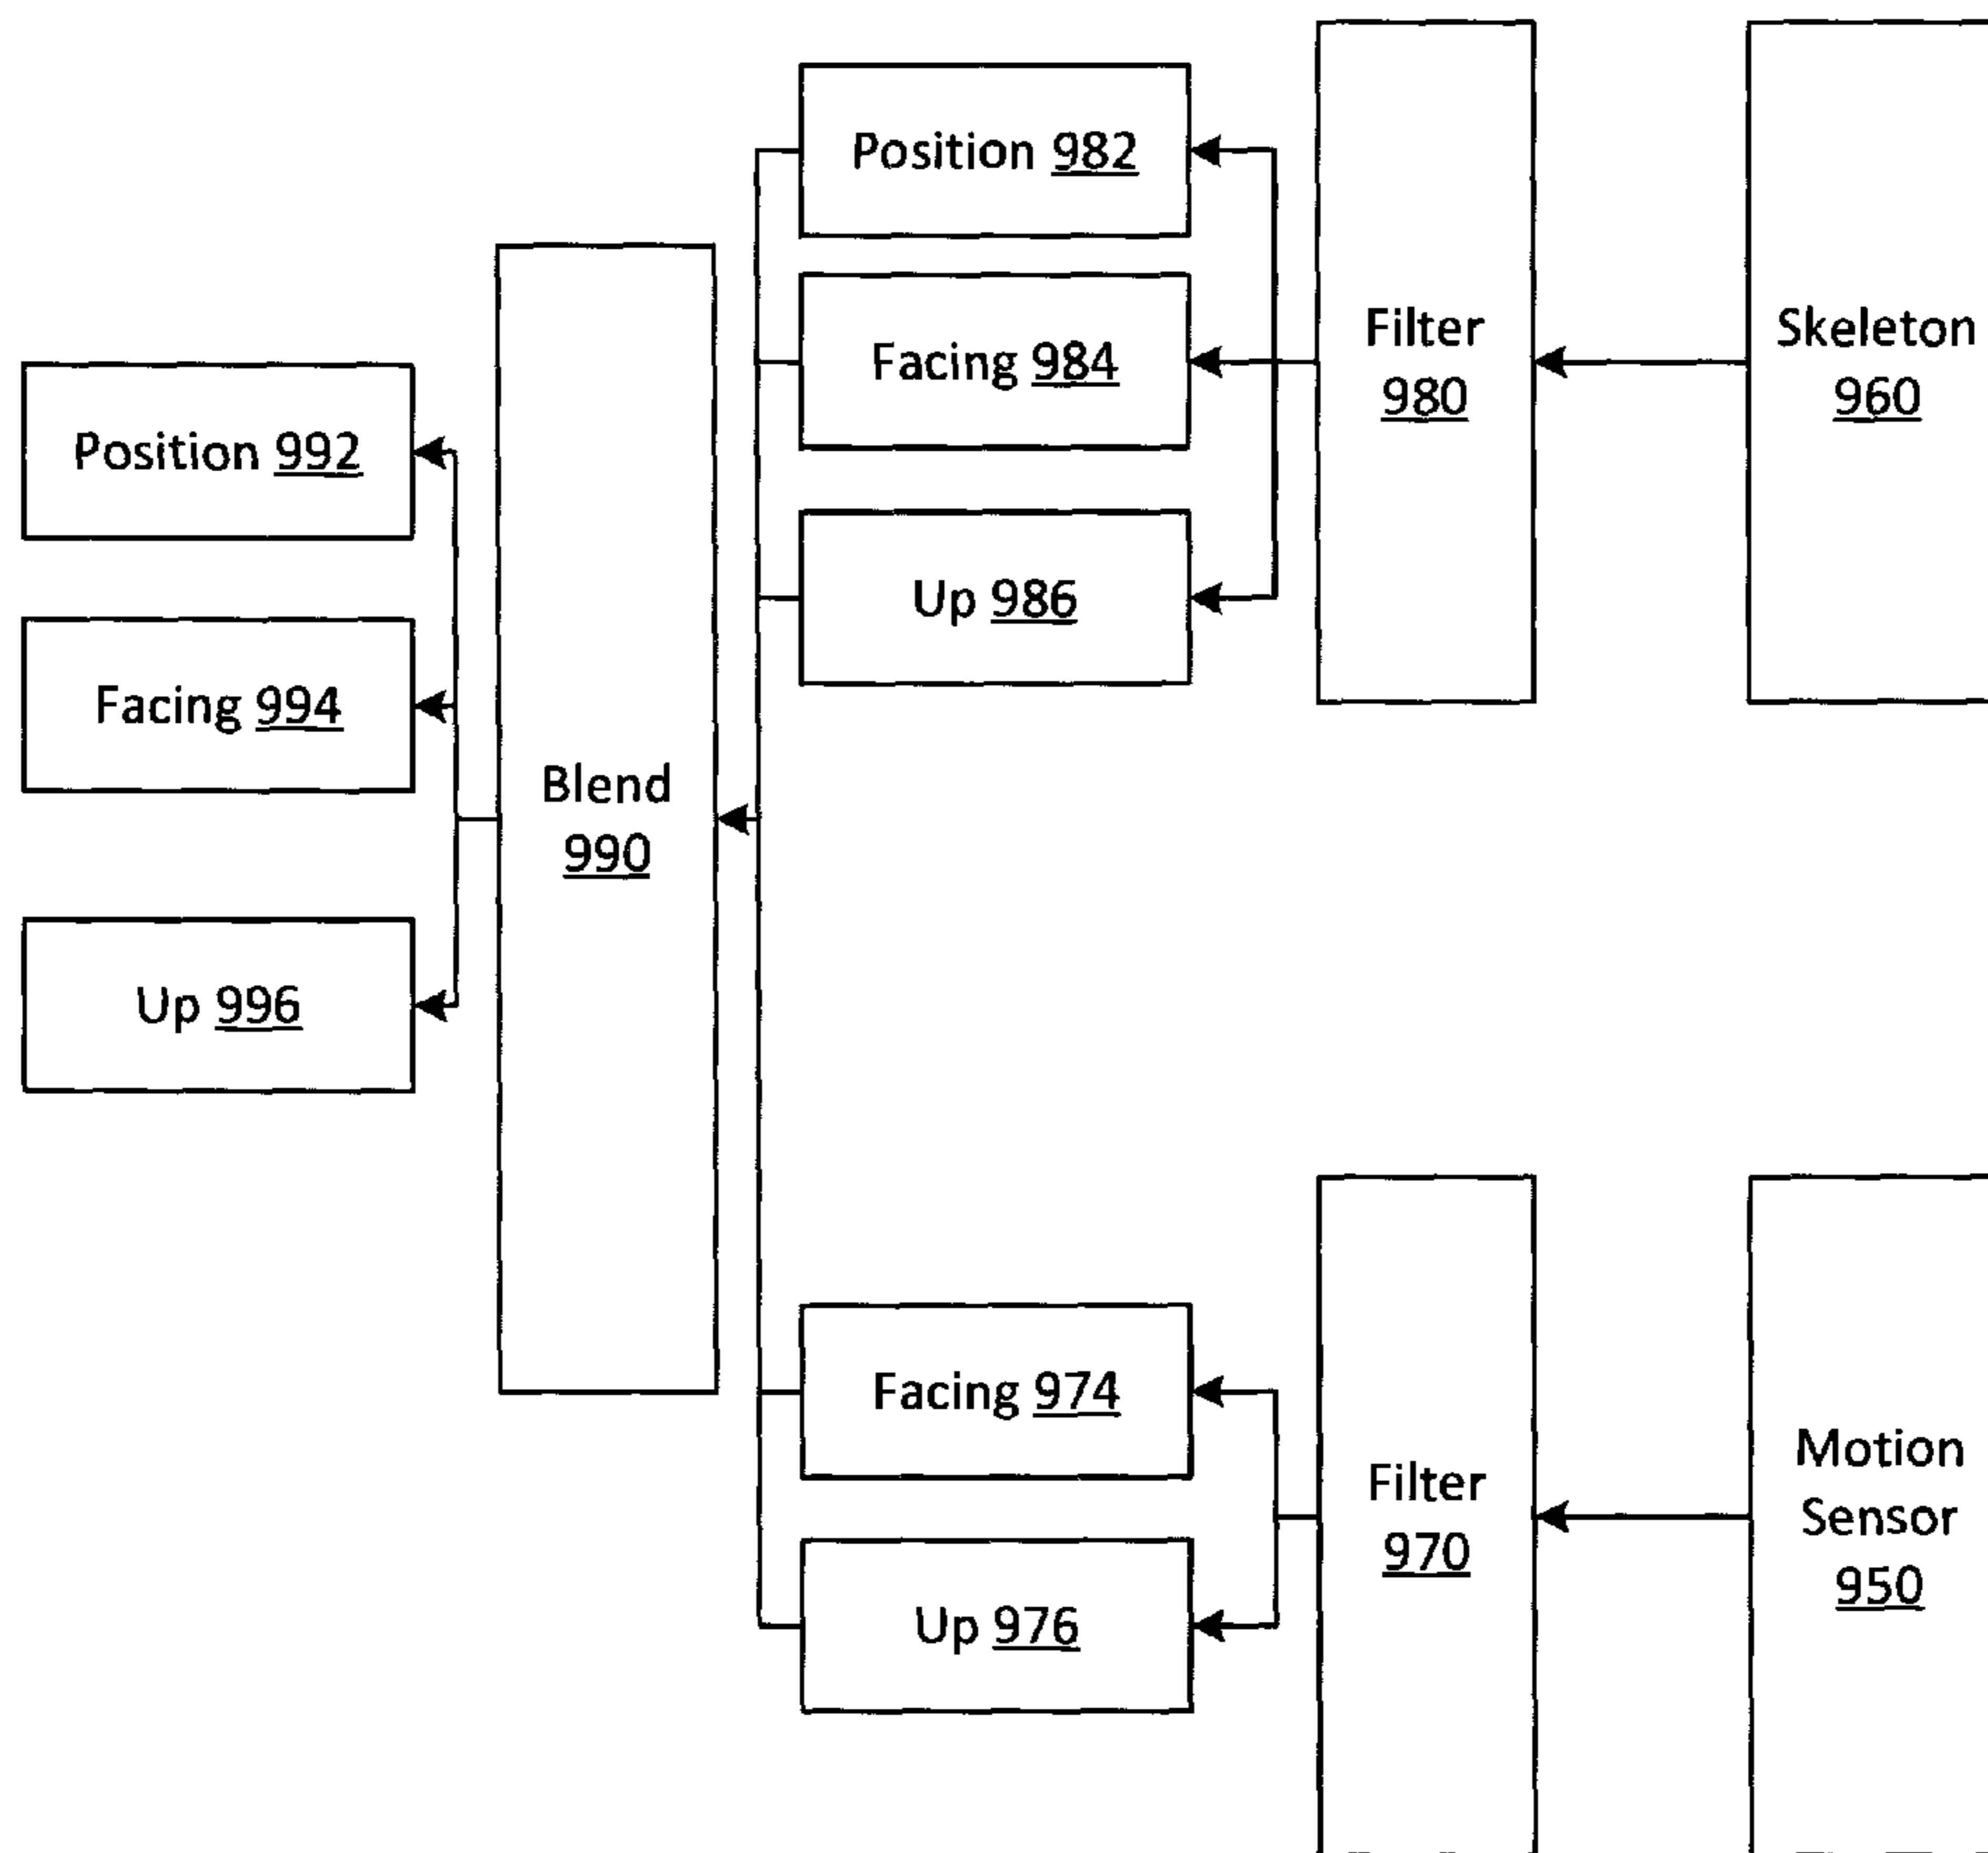 Position 982
Facing 984
Up 986
Filter
980
Skeleton
960
Position 992
Facing 994
Up 996
Blend
990
Facing 974
Up 976
Filter
970
Motion
Sensor
950